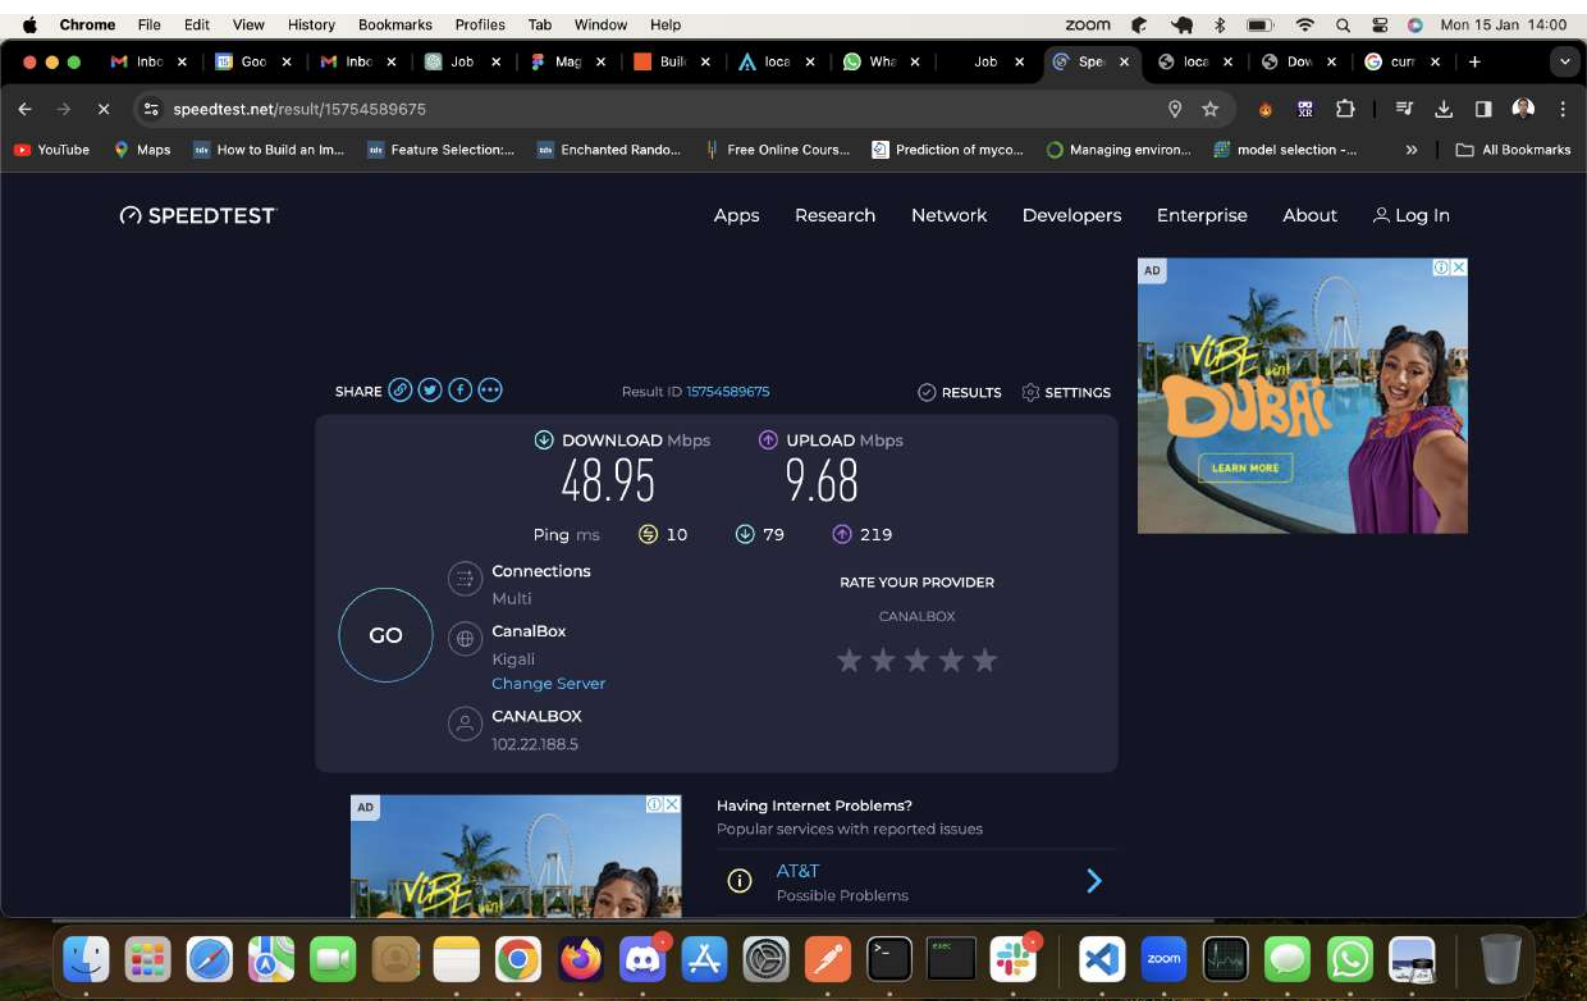 Chrome File Edit View History Bookmarks Profiles Tab Window Help zoom Mon 15 Jan 14:00
Inbo Goo Inbo Job Mag Buil loca Wha Job Spe loca Dov curr
speedtest.net/result/15754589675
YouTube Maps How to Build an Im... Feature Selection:... Enchanted Rando... Free Online Cours... Prediction of myco... Managing environ... model selection -... » All Bookmarks
SPEEDTEST Apps Research Network Developers Enterprise About Log In
AD
VIBE with
DUBAI
LEARN MORE
SHARE Result ID 15754589675 RESULTS SETTINGS
DOWNLOAD Mbps UPLOAD Mbps
48.95 9.68
Ping ms 10 79 219
Connections
Multi
RATE YOUR PROVIDER
CANALBOX
GO
CanalBox
Kigali
Change Server
CANALBOX
102.22.188.5
AD
VIBE with
Having Internet Problems?
Popular services with reported issues
AT&T
Possible Problems
exec
zoom